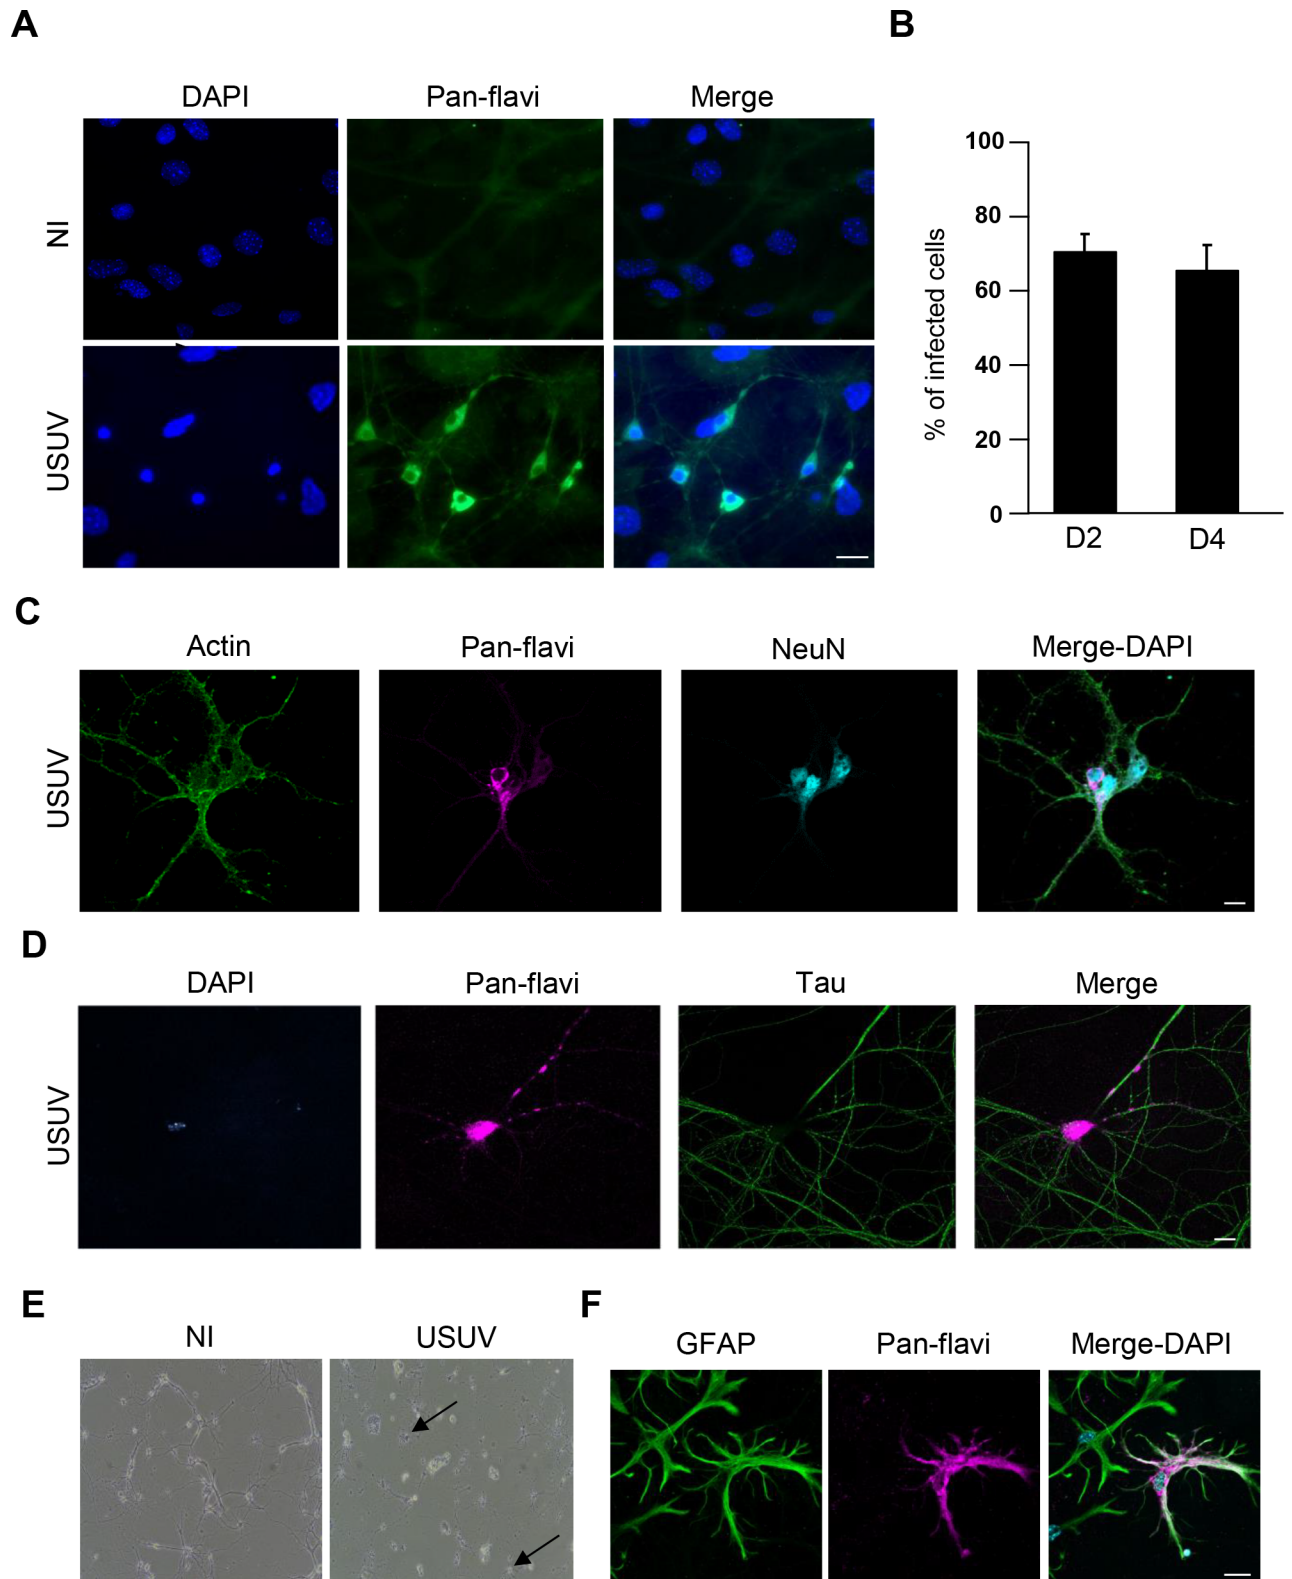 A
B
DAPI Pan-flavi Merge
NI
USUV
% of infected cells
100
80
60
40
20
0
D2 D4
C
Actin Pan-flavi NeuN Merge-DAPI
USUV
D
DAPI Pan-flavi Tau Merge
USUV
E
F
NI USUV
GFAP Pan-flavi Merge-DAPI